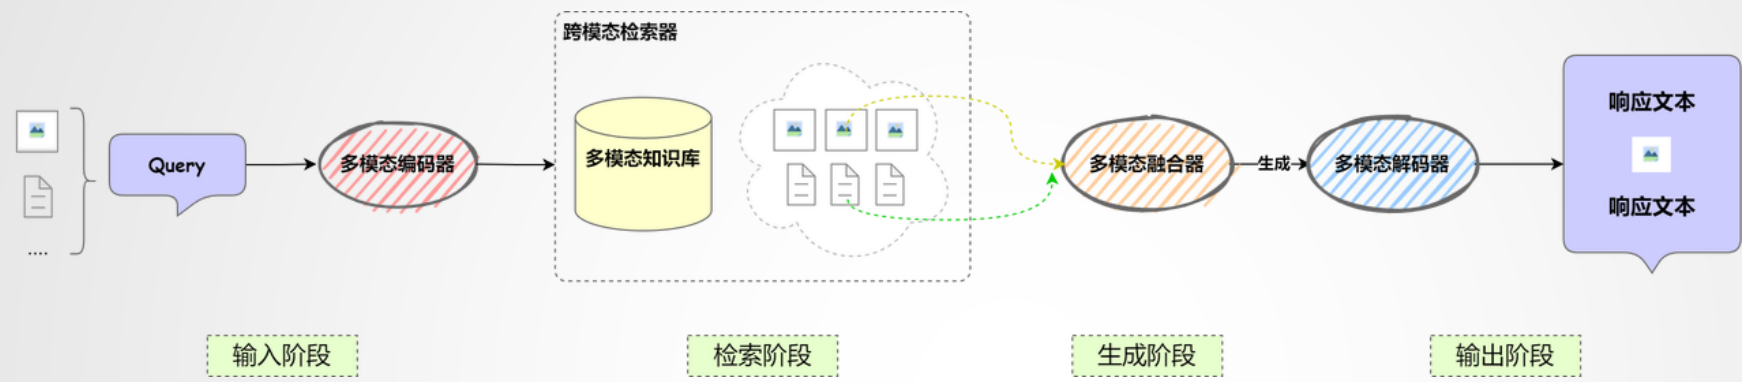 跨模态检索器
Query
....
多模态编码器
多模态知识库
多模态融合器
生成
多模态解码器
响应文本
响应文本
输入阶段
检索阶段
生成阶段
输出阶段